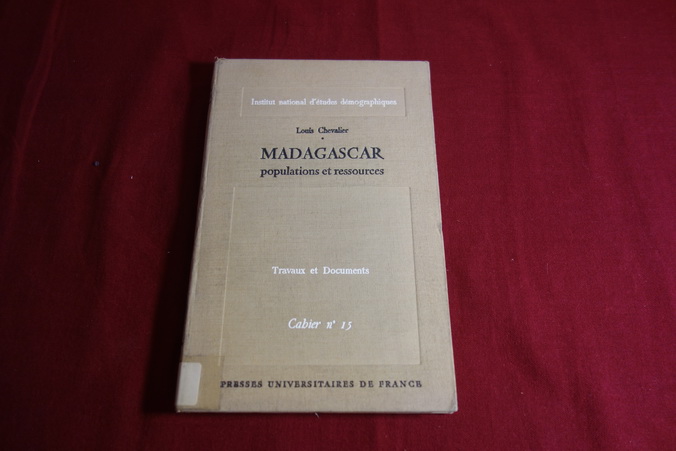 Institut national d'études démographiques
Louis Chevalier
MADAGASCAR
populations et ressources
Travaux et Documents
Cahier n° 15
PRESSES UNIVERSITAIRES DE FRANCE